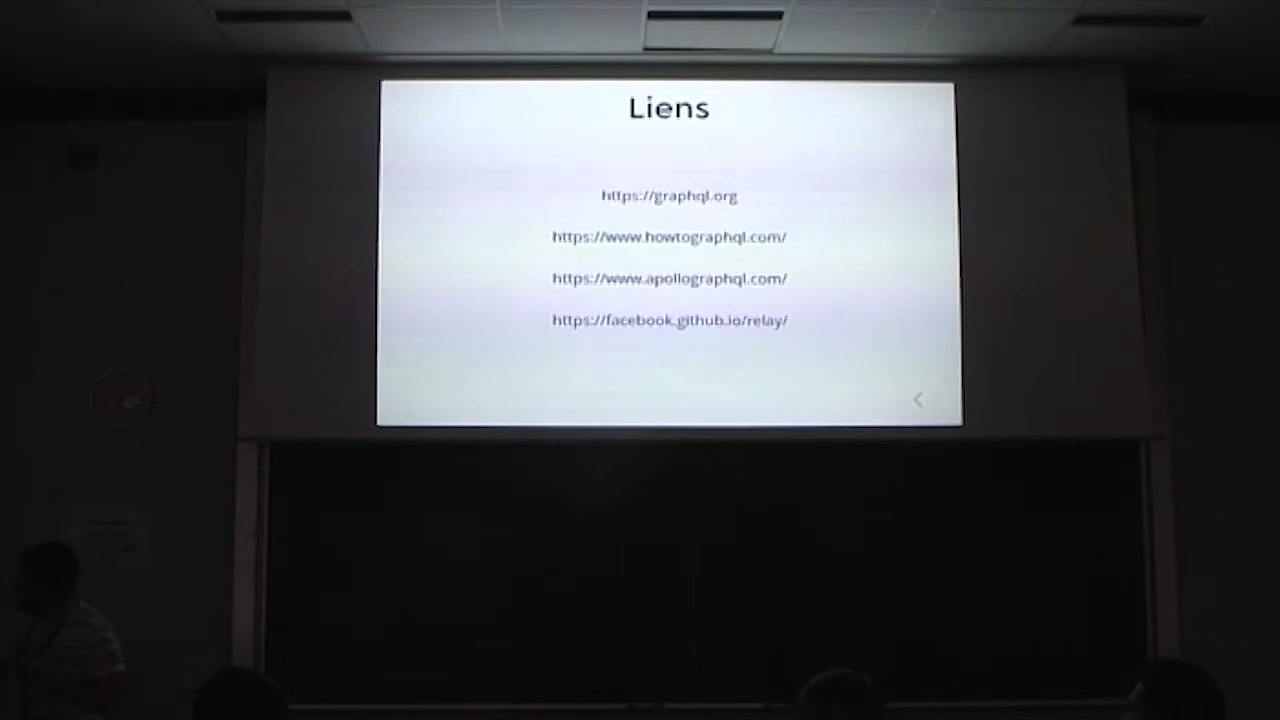 Liens
https://graphql.org
https://www.howtographql.com/
https://www.apollographql.com/
https://facebook.github.io/relay/